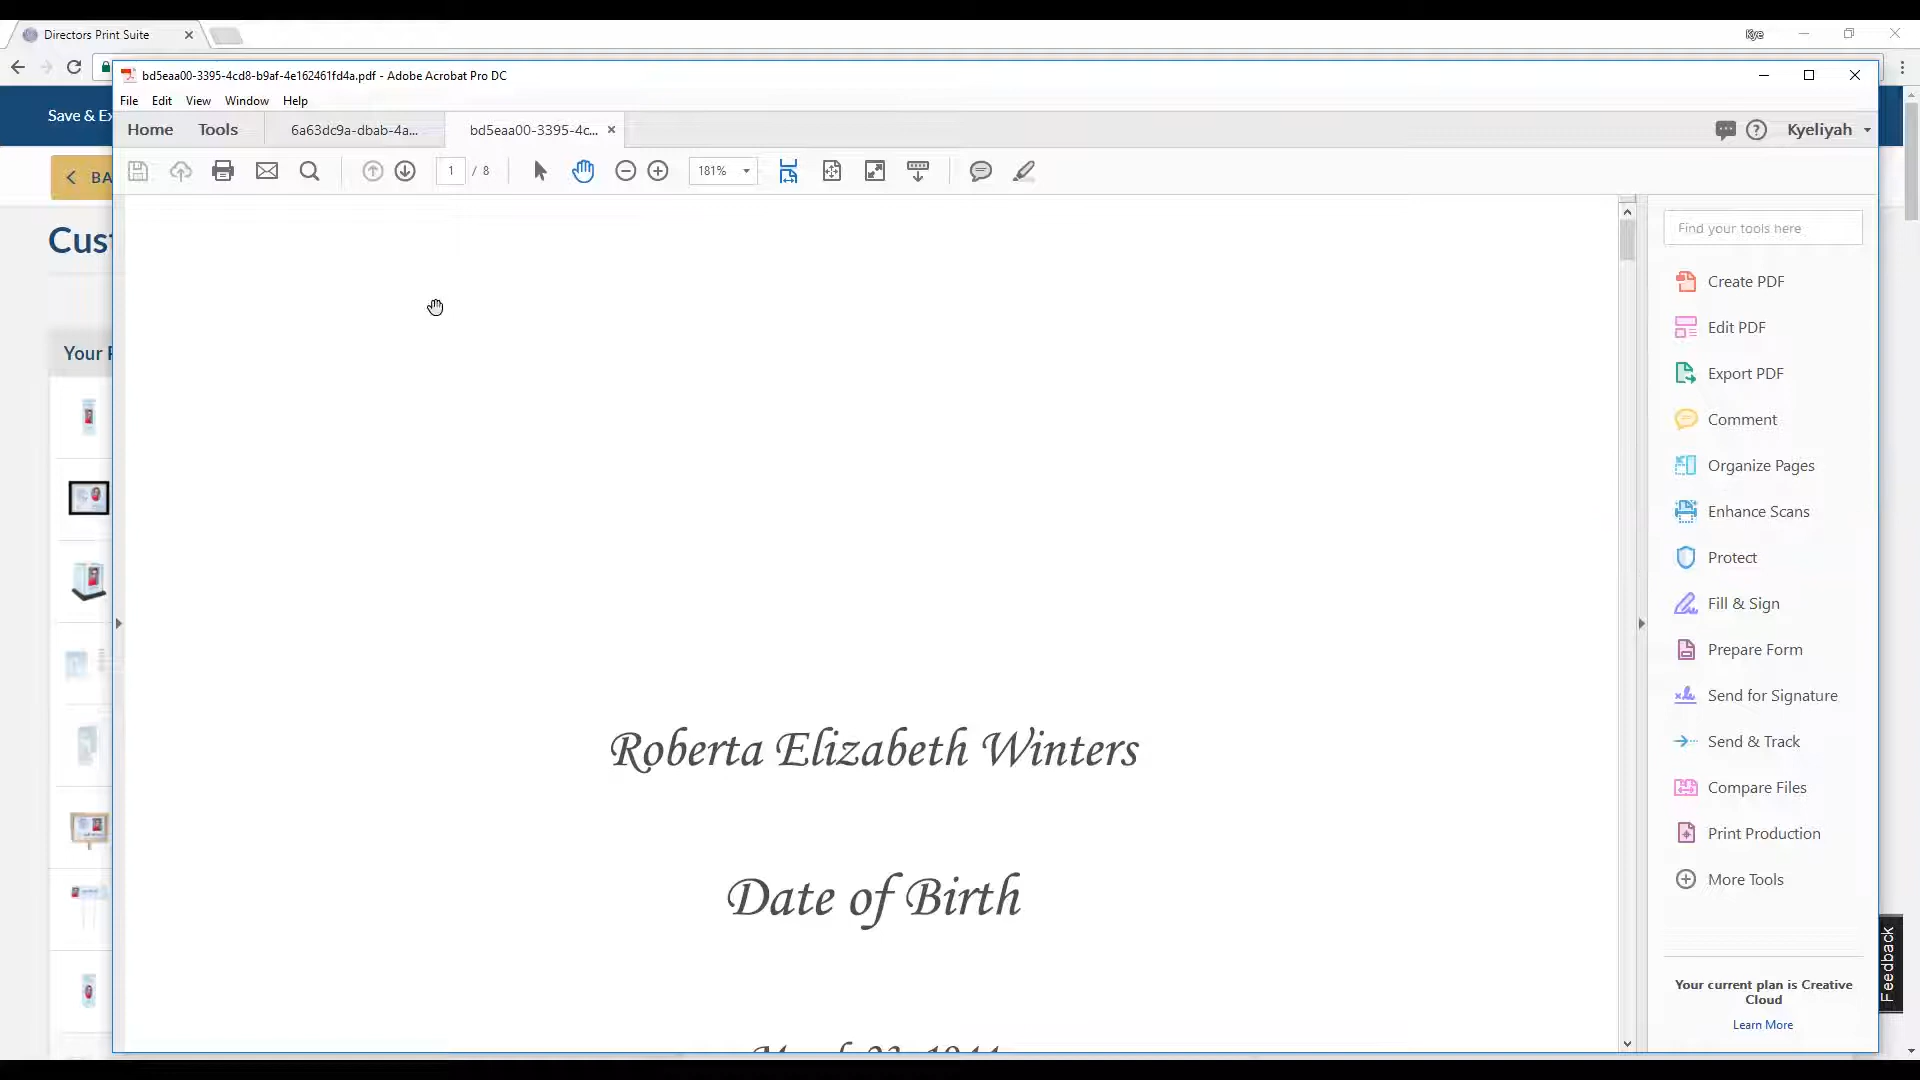 Directors Print Suite
Kye
bd5eaa00-3395-4cd8-b9af-4e162461fd4a.pdf - Adobe Acrobat Pro DC
File Edit View Window Help
Save & Ex
Home Tools 6a63dc9a-dbab-4a... bd5eaa00-3395-4c... Kyeliyah
1 / 8 181%
BA
Cust
Your
Find your tools here
Create PDF
Edit PDF
Export PDF
Comment
Organize Pages
Enhance Scans
Protect
Fill & Sign
Prepare Form
Send for Signature
Send & Track
Compare Files
Print Production
More Tools
Roberta Elizabeth Winters
Date of Birth
Feedback
Your current plan is Creative
Cloud
Learn More